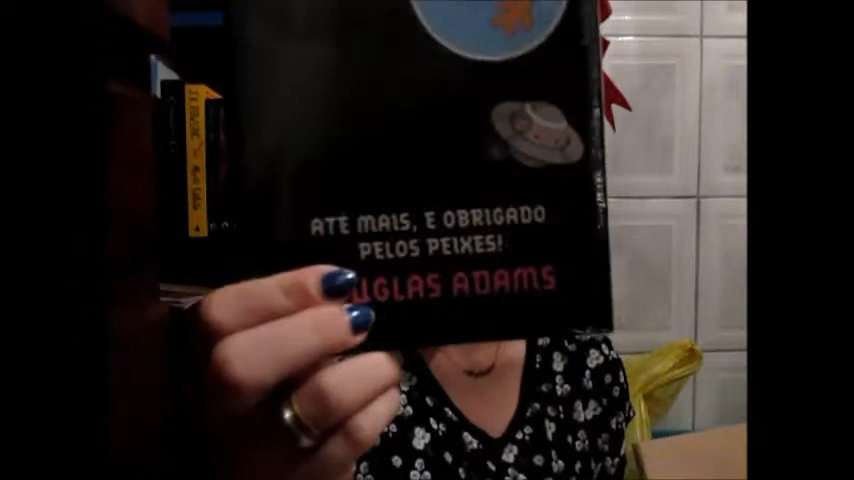 ATÉ MAIS, E OBRIGADO
PELOS PEIXES!
UGLAS ADAMS